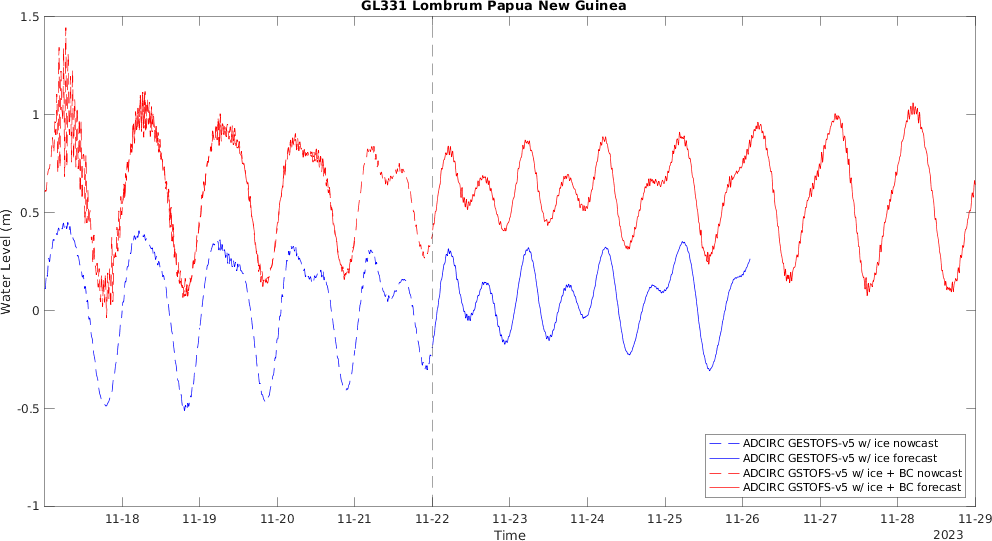 GL331 Lombrum Papua New Guinea
Water Level (m)
1.5
1
0.5
0
-0.5
-1
ADCIRC GESTOFS-v5 w/ ice nowcast
ADCIRC GESTOFS-v5 w/ ice forecast
ADCIRC GSTOFS-v5 w/ ice + BC nowcast
ADCIRC GSTOFS-v5 w/ ice + BC forecast
11-18 11-19 11-20 11-21 11-22 11-23 11-24 11-25 11-26 11-27 11-28 11-29
Time
2023